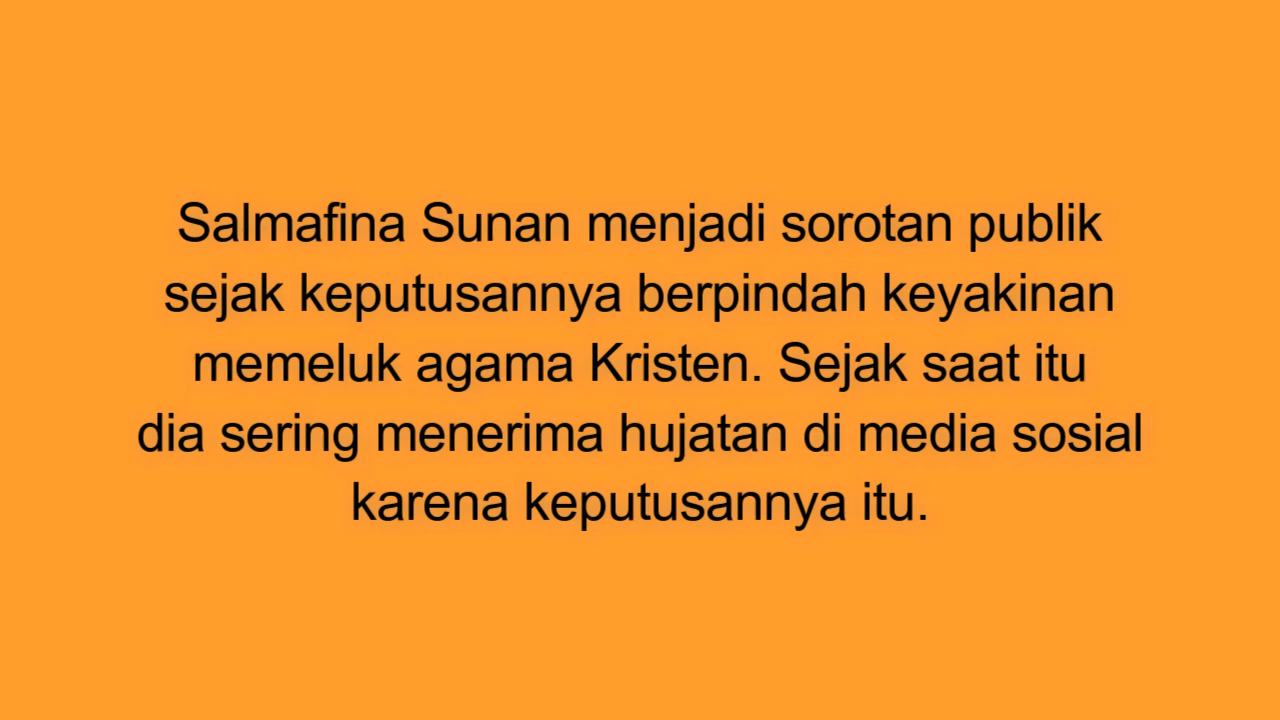 Salmafina Sunan menjadi sorotan publik
sejak keputusannya berpindah keyakinan
memeluk agama Kristen. Sejak saat itu
dia sering menerima hujatan di media sosial
karena keputusannya itu.